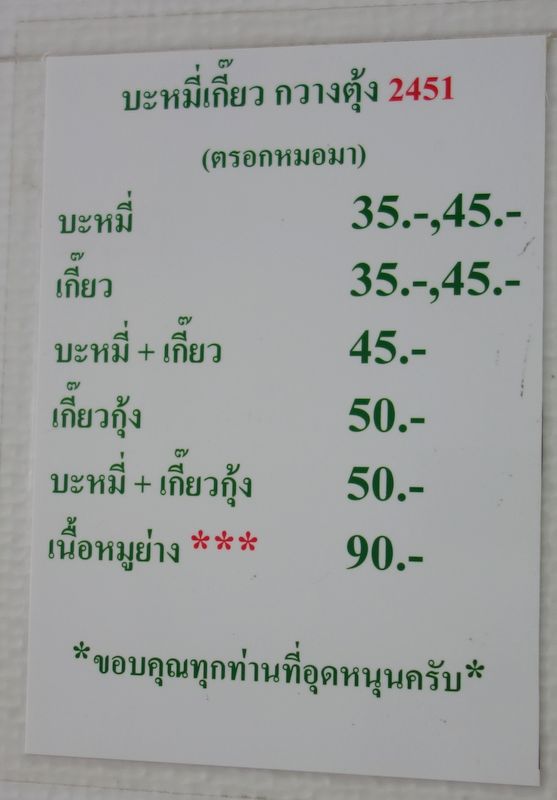 บะหมี่เกี๊ยว กวางตุ้ง 2451
(ตรอกหมอมา)
บะหมี่ 35.-,45.-
เกี๊ยว 35.-,45.-
บะหมี่ + เกี๊ยว 45.-
เกี๊ยวกุ้ง 50.-
บะหมี่ + เกี๊ยวกุ้ง 50.-
เนื้อหมูย่าง *** 90.-
*ขอบคุณทุกท่านที่อุดหนุนครับ*